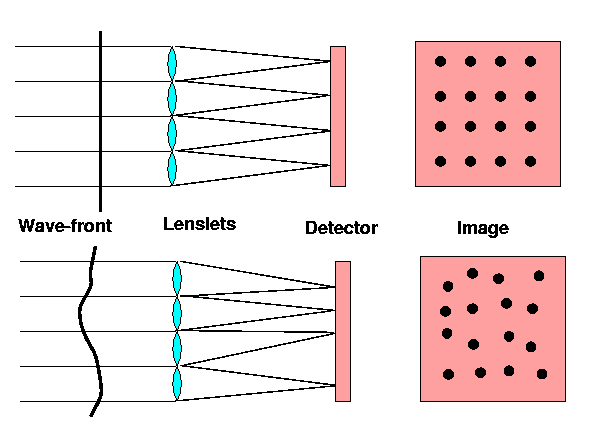 Wave-front
Lenslets
Detector
Image